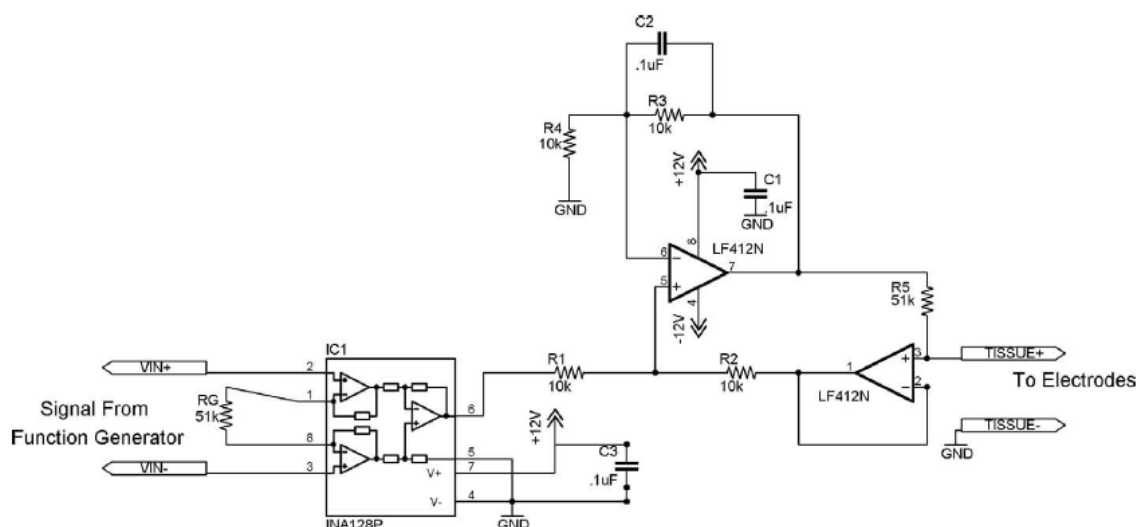 C2
.1uF
R3
10k
R4
10k
GND
+12V
C1
.1uF
GND
LF412N
8
6
7
5
4
-12V
R5
51k
IC1
VIN+
2
1
RG
51k
8
VIN-
3
Signal From
Function Generator
6
5
7
4
V+
V-
INA128P
R1
10k
R2
10k
+12V
C3
.1uF
GND
1
3
2
LF412N
TISSUE+
To Electrodes
TISSUE-
GND